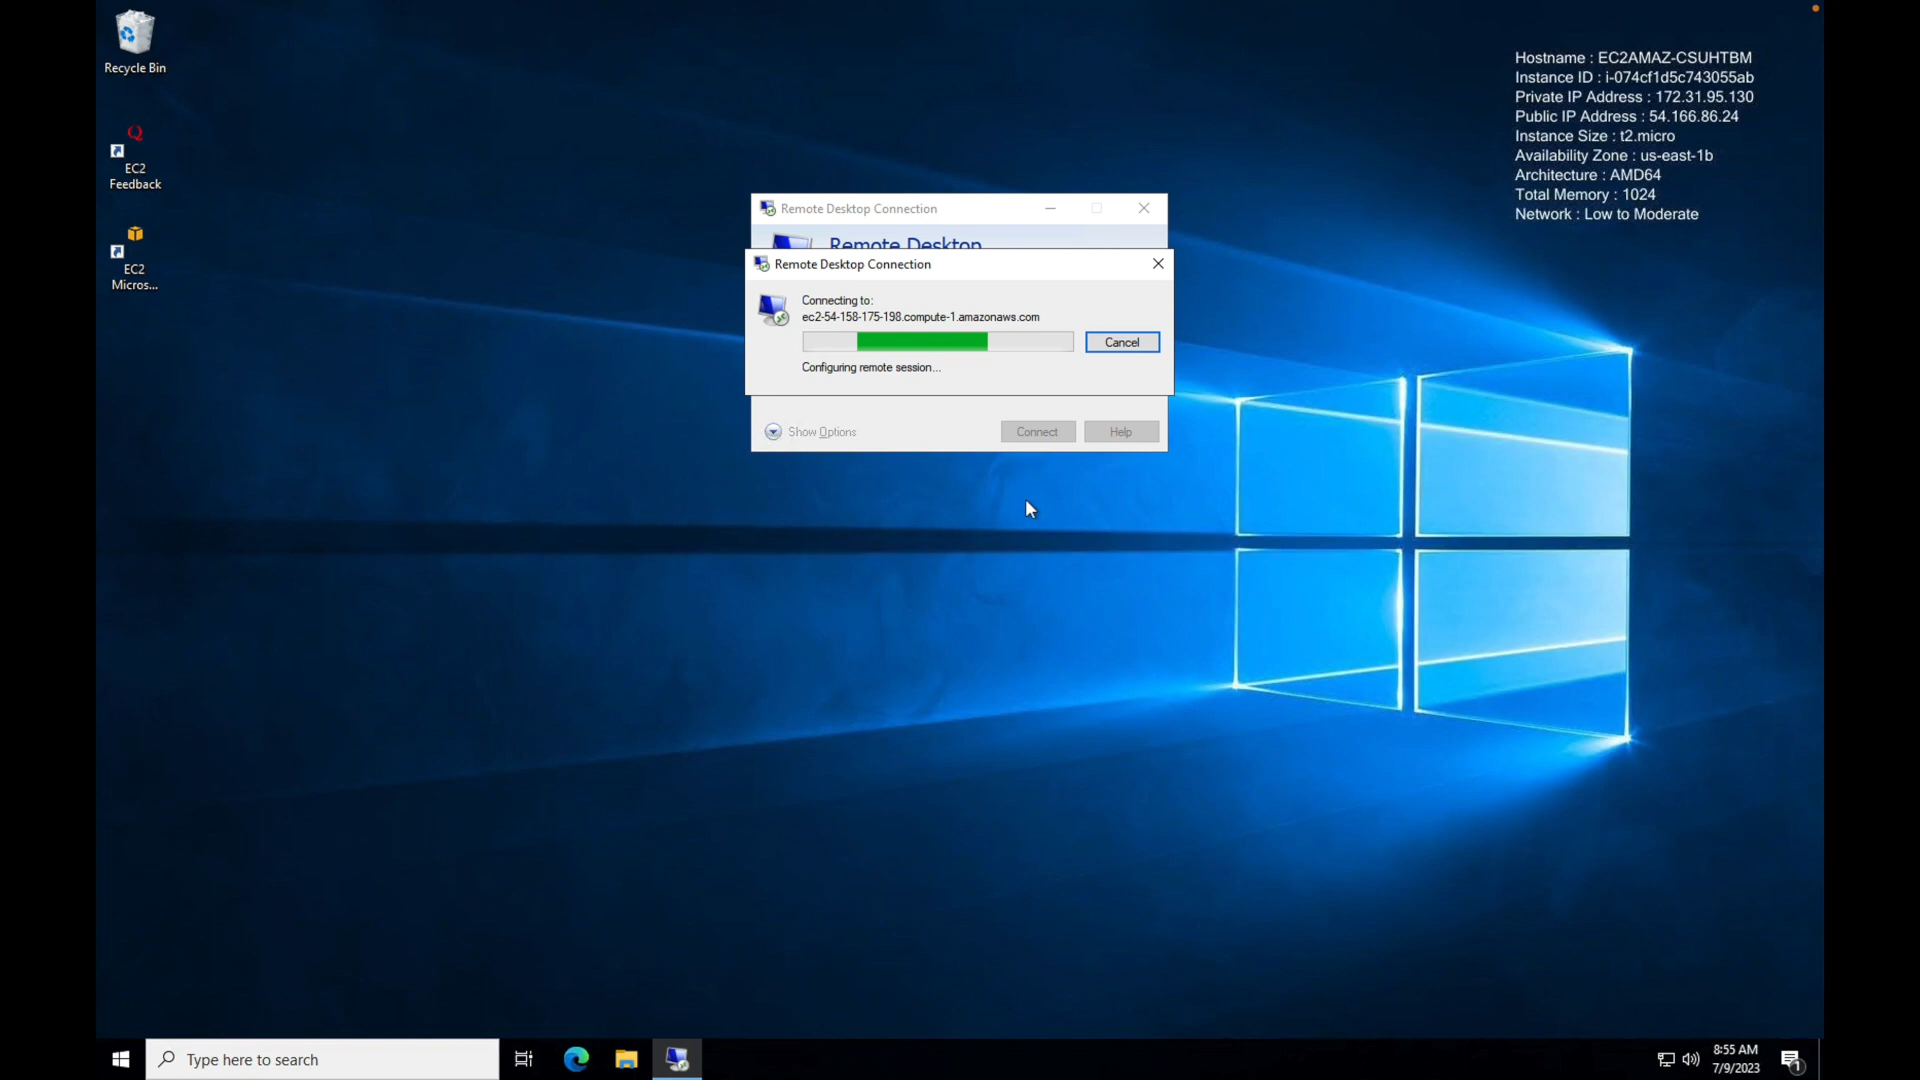 Recycle Bin
EC2
Feedback
EC2
Micros...
Hostname : EC2AMAZ-CSUHTBM
Instance ID : i-074cf1d5c743055ab
Private IP Address : 172.31.95.130
Public IP Address : 54.166.86.24
Instance Size : t2.micro
Availability Zone : us-east-1b
Architecture : AMD64
Total Memory : 1024
Network : Low to Moderate
Remote Desktop Connection
Remote Desktop
Remote Desktop Connection
Connecting to:
ec2-54-158-175-198.compute-1.amazonaws.com
Cancel
Configuring remote session...
Show Options
Connect
Help
Type here to search
8:55 AM
7/9/2023
1